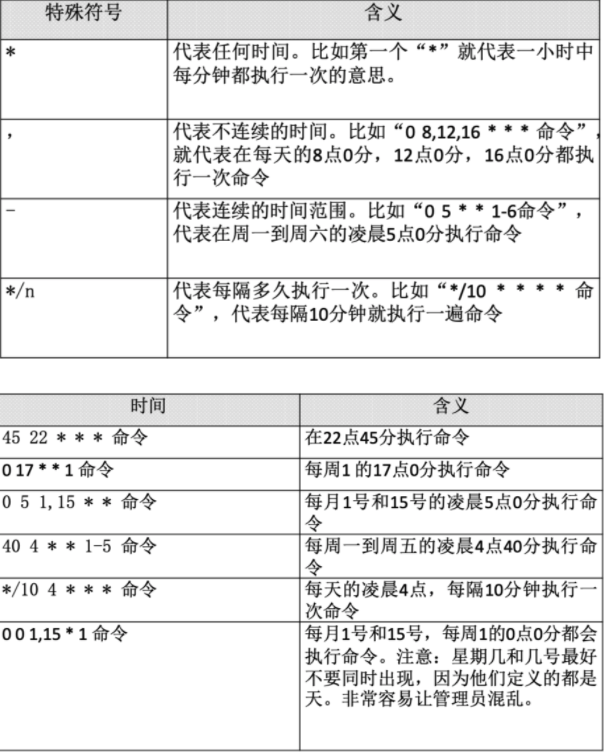 特殊符号 含义
* 代表任何时间。比如第一个“*”就代表一小时中
每分钟都执行一次的意思。
, 代表不连续的时间。比如“0 8,12,16 * * * 命令”,
就代表在每天的8点0分，12点0分，16点0分都执
行一次命令
- 代表连续的时间范围。比如“0 5 * * 1-6命令”，
代表在周一到周六的凌晨5点0分执行命令
*/n 代表每隔多久执行一次。比如“*/10 * * * * 命
令”，代表每隔10分钟就执行一遍命令
时间 含义
45 22 * * * 命令 在22点45分执行命令
0 17 * * 1 命令 每周1 的17点0分执行命令
0 5 1,15 * * 命令 每月1号和15号的凌晨5点0分执行命
令
40 4 * * 1-5 命令 每周一到周五的凌晨4点40分执行命
令
*/10 4 * * * 命令 每天的凌晨4点，每隔10分钟执行一
次命令
0 0 1,15 * 1 命令 每月1号和15号，每周1的0点0分都会
执行命令。注意：星期几和几号最好
不要同时出现，因为他们定义的都是
天。非常容易让管理员混乱。